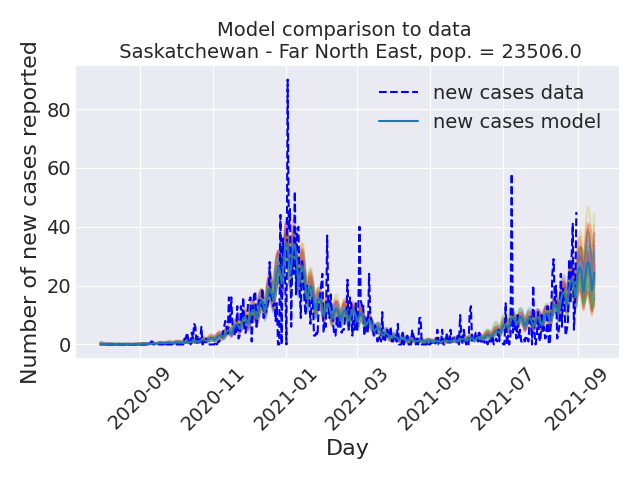 Model comparison to data
Saskatchewan - Far North East, pop. = 23506.0
Number of new cases reported
80
60
40
20
0
new cases data
new cases model
2020-09
2020-11
2021-01
2021-03
2021-05
2021-07
2021-09
Day